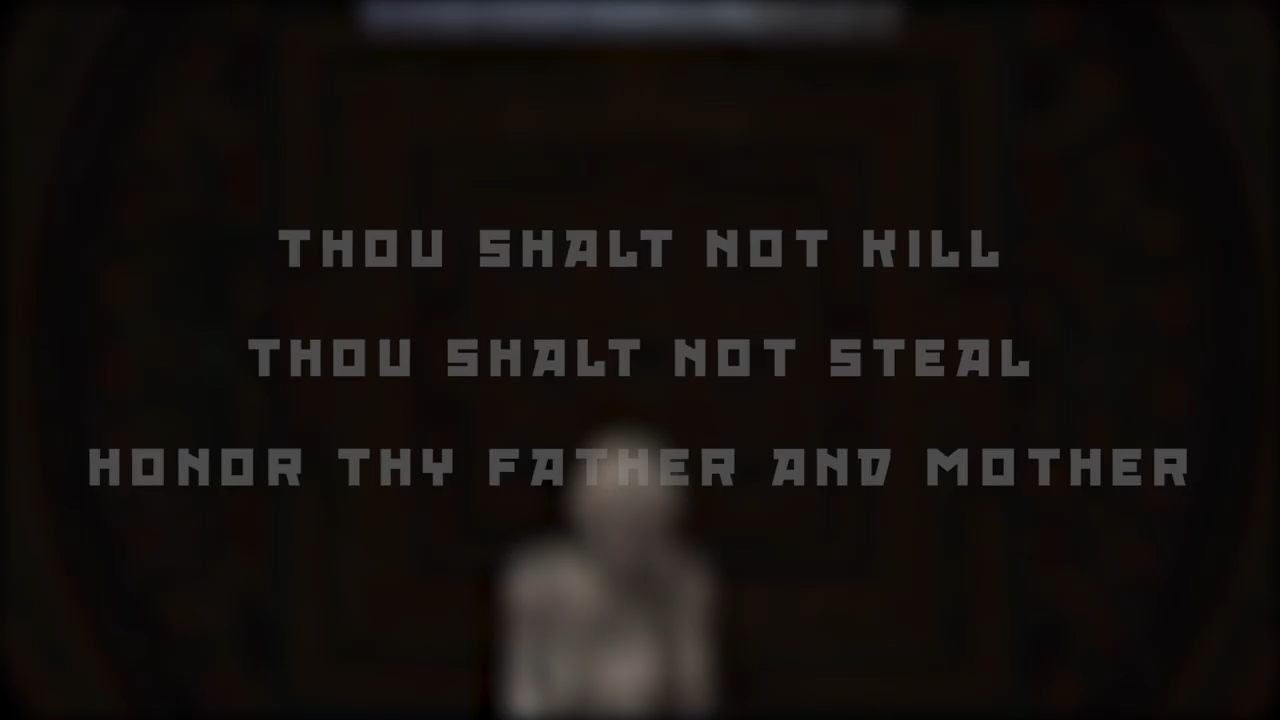 THOU SHALT NOT KILL
THOU SHALT NOT STEAL
HONOR THY FATHER AND MOTHER